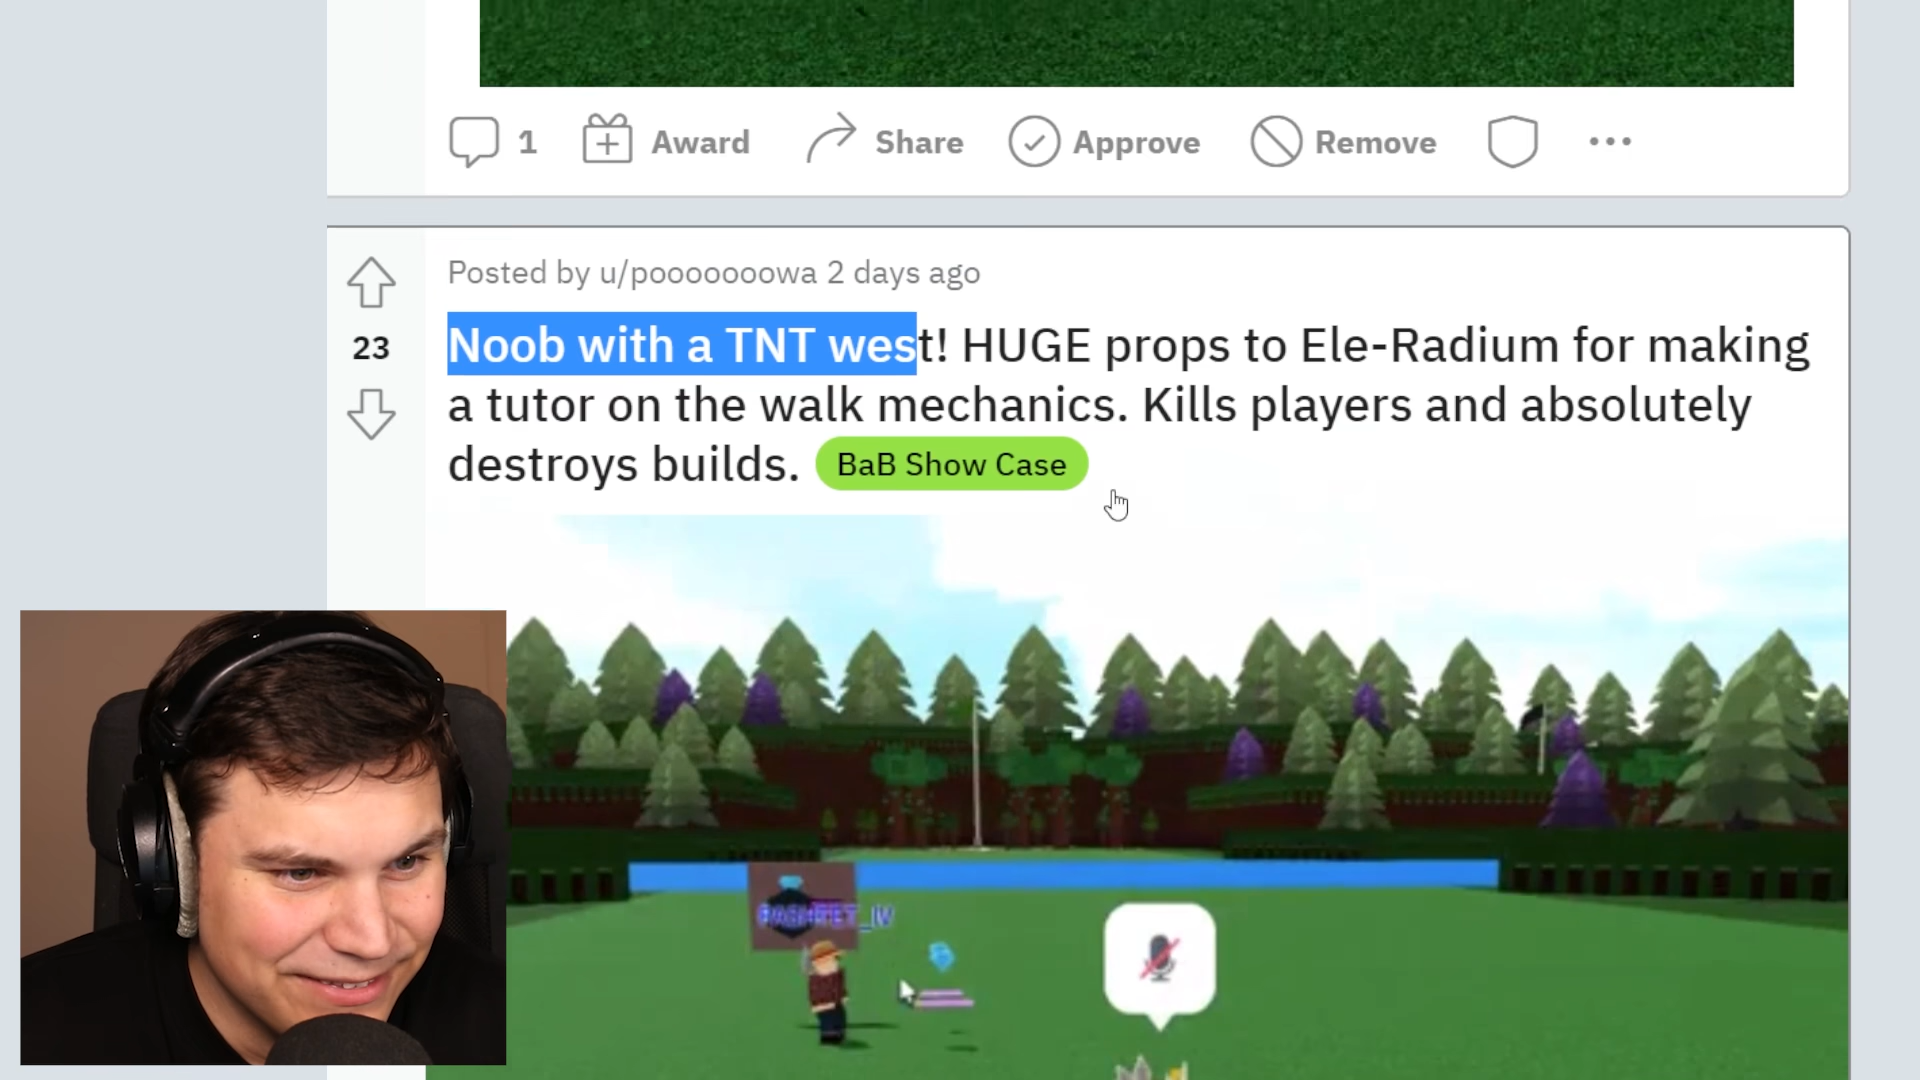 1 Award Share Approve Remove
Posted by u/pooooooowa 2 days ago
23
Noob with a TNT west! HUGE props to Ele-Radium for making
a tutor on the walk mechanics. Kills players and absolutely
destroys builds. BaB Show Case